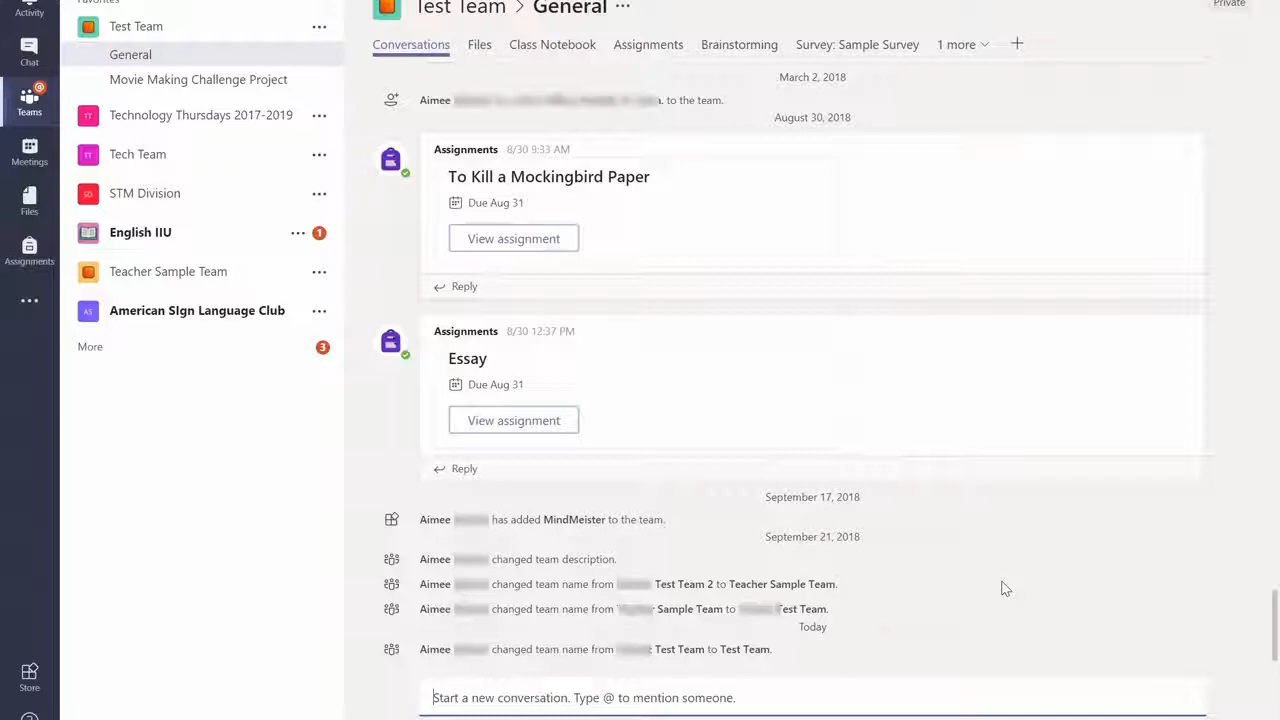 Activity
Chat
Teams
Meetings
Files
Assignments
Store
Favorites
Test Team
General
Movie Making Challenge Project
TT Technology Thursdays 2017-2019
TT Tech Team
SD STM Division
English IIU 1
Teacher Sample Team
AS American SIgn Language Club
More 3
Test Team > General ...
Private
Conversations Files Class Notebook Assignments Brainstorming Survey: Sample Survey 1 more +
March 2, 2018
Aimee to the team.
August 30, 2018
Assignments 8/30 9:33 AM
To Kill a Mockingbird Paper
Due Aug 31
View assignment
Reply
Assignments 8/30 12:37 PM
Essay
Due Aug 31
View assignment
Reply
September 17, 2018
Aimee has added MindMeister to the team.
September 21, 2018
Aimee changed team description.
Aimee changed team name from Test Team 2 to Teacher Sample Team.
Aimee changed team name from Sample Team to Test Team.
Today
Aimee changed team name from Test Team to Test Team.
Start a new conversation. Type @ to mention someone.